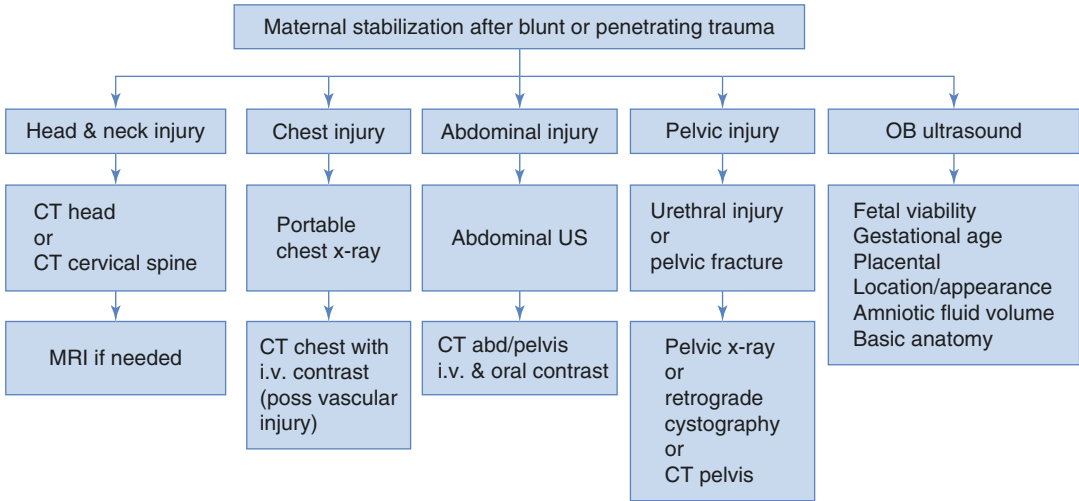 Maternal stabilization after blunt or penetrating trauma
Head & neck injury
Chest injury
Abdominal injury
Pelvic injury
OB ultrasound
CT head
or
CT cervical spine
Portable
chest x-ray
Abdominal US
Urethral injury
or
pelvic fracture
Fetal viability
Gestational age
Placental
Location/appearance
Amniotic fluid volume
Basic anatomy
MRI if needed
CT chest with
i.v. contrast
(poss vascular
injury)
CT abd/pelvis
i.v. & oral contrast
Pelvic x-ray
or
retrograde
cystography
or
CT pelvis